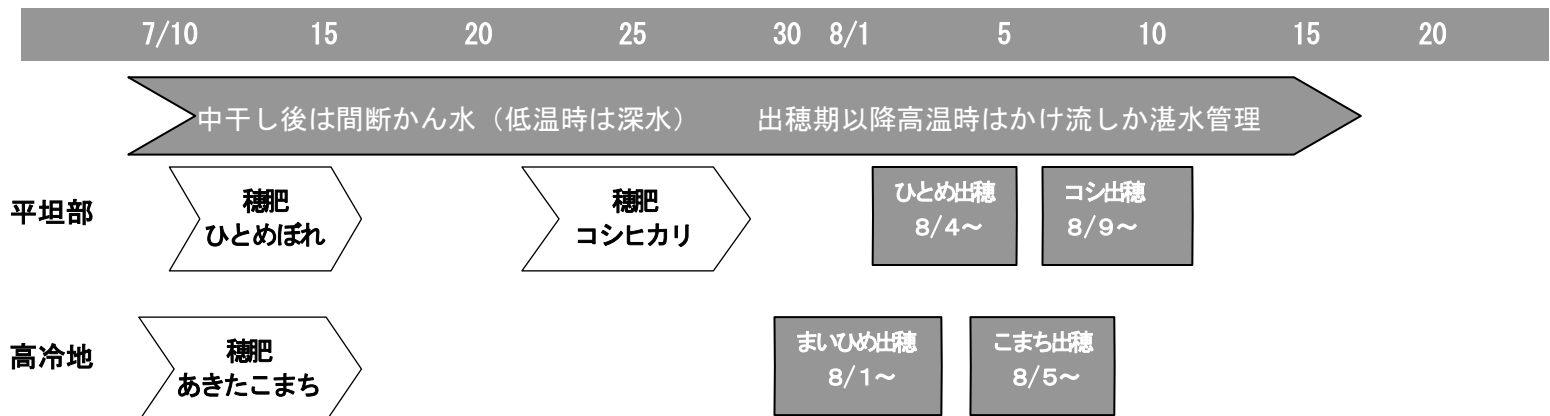 7/10 15 20 25 30 8/1 5 10 15 20
中干し後は間断かん水（低温時は深水） 出穂期以降高温時はかけ流しか湛水管理
平坦部
穂肥
ひとめぼれ
穂肥
コシヒカリ
ひとめ出穂
8/4～
コシ出穂
8/9～
高冷地
穂肥
あきたこまち
まいひめ出穂
8/1～
こまち出穂
8/5～